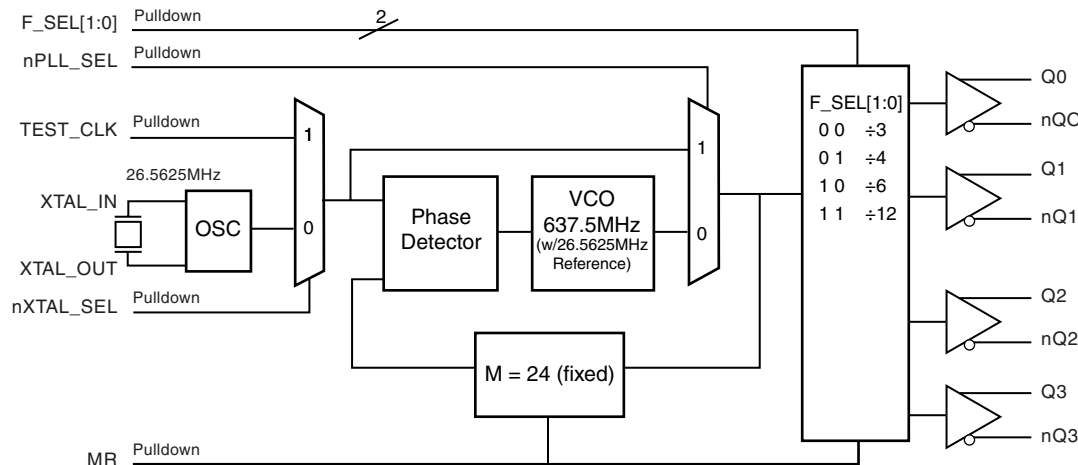 F_SEL[1:0] Pulldown 2
nPLL_SEL Pulldown
TEST_CLK Pulldown
26.5625MHz
XTAL_IN
OSC
XTAL_OUT
nXTAL_SEL Pulldown
1
0
Phase
Detector
VCO
637.5MHz
(w/26.5625MHz
Reference)
1
0
M = 24 (fixed)
MR Pulldown
F_SEL[1:0]
0 0 ÷3
0 1 ÷4
1 0 ÷6
1 1 ÷12
Q0
nQ0
Q1
nQ1
Q2
nQ2
Q3
nQ3